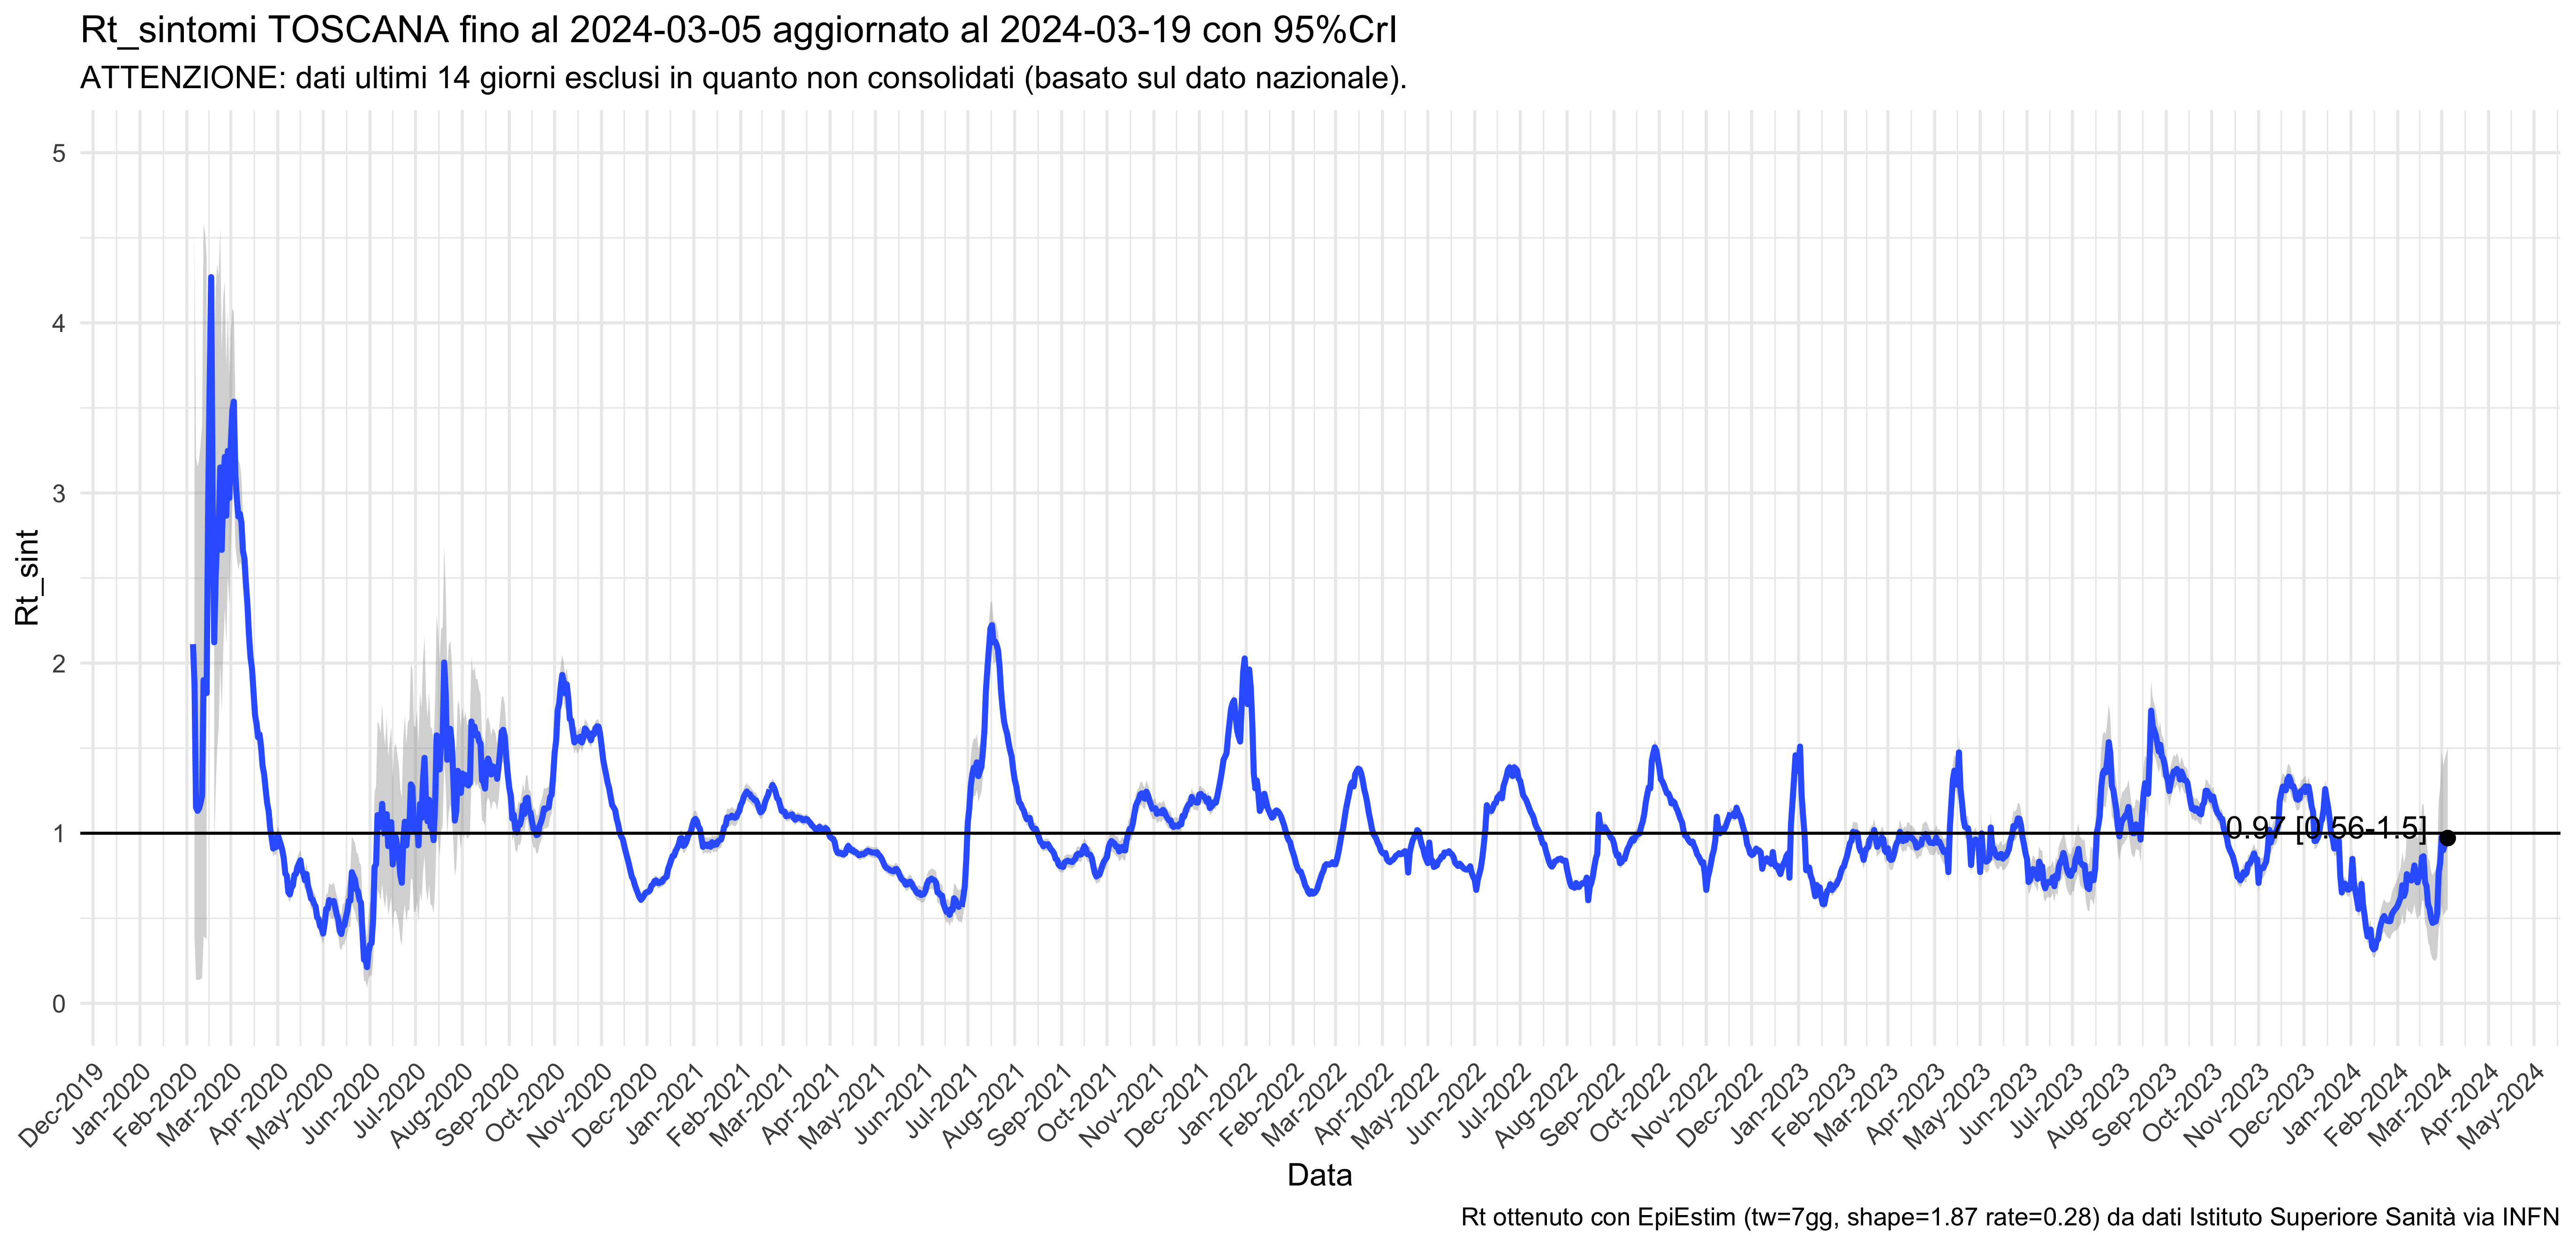 Rt_sintomi TOSCANA fino al 2024-03-05 aggiornato al 2024-03-19 con 95%CrI
ATTENZIONE: dati ultimi 14 giorni esclusi in quanto non consolidati (basato sul dato nazionale).
5
4
3
2
1
0
Rt_sint
0.97 [0.56-1.5]
Dec-2019
Jan-2020
Feb-2020
Mar-2020
Apr-2020
May-2020
Jun-2020
Jul-2020
Aug-2020
Sep-2020
Oct-2020
Nov-2020
Dec-2020
Jan-2021
Feb-2021
Mar-2021
Apr-2021
May-2021
Jun-2021
Jul-2021
Aug-2021
Sep-2021
Oct-2021
Nov-2021
Dec-2021
Jan-2022
Feb-2022
Mar-2022
Apr-2022
May-2022
Jun-2022
Jul-2022
Aug-2022
Sep-2022
Oct-2022
Nov-2022
Dec-2022
Jan-2023
Feb-2023
Mar-2023
Apr-2023
May-2023
Jun-2023
Jul-2023
Aug-2023
Sep-2023
Oct-2023
Nov-2023
Dec-2023
Jan-2024
Feb-2024
Mar-2024
Apr-2024
May-2024
Data
Rt ottenuto con EpiEstim (tw=7gg, shape=1.87 rate=0.28) da dati Istituto Superiore Sanità via INFN